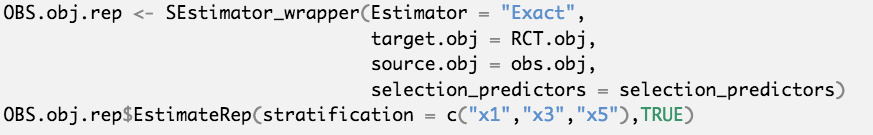 OBS.obj.rep <- SEstimator_wrapper(Estimator = "Exact",
target.obj = RCT.obj,
source.obj = obs.obj,
selection_predictors = selection_predictors)
OBS.obj.rep$EstimateRep(stratification = c("x1","x3","x5"),TRUE)